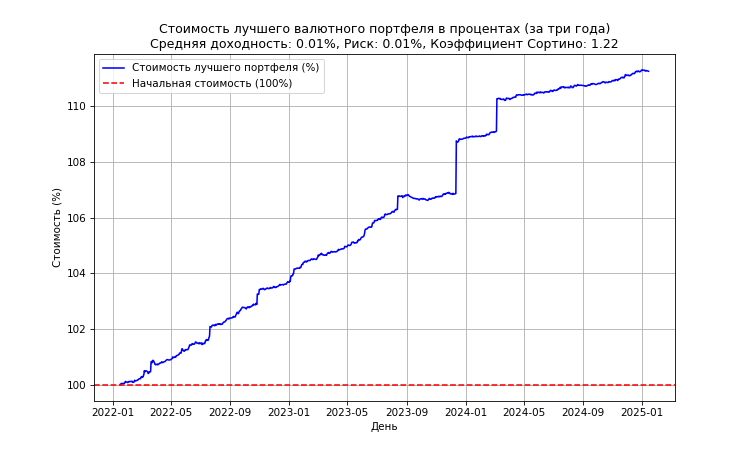 Стоимость лучшего валютного портфеля в процентах (за три года)
Средняя доходность: 0.01%, Риск: 0.01%, Коэффициент Сортино: 1.22
Стоимость лучшего портфеля (%)
Начальная стоимость (100%)
Стоимость (%)
110
108
106
104
102
100
2022-01
2022-05
2022-09
2023-01
2023-05
2023-09
2024-01
2024-05
2024-09
2025-01
День